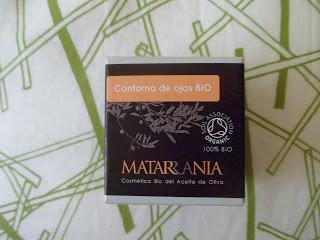 Contorno de ojos BIO
SOIL ASSOCIATION
ORGANIC
100% BIO
MATARRANIA
Cosmética Bio del Aceite de Oliva